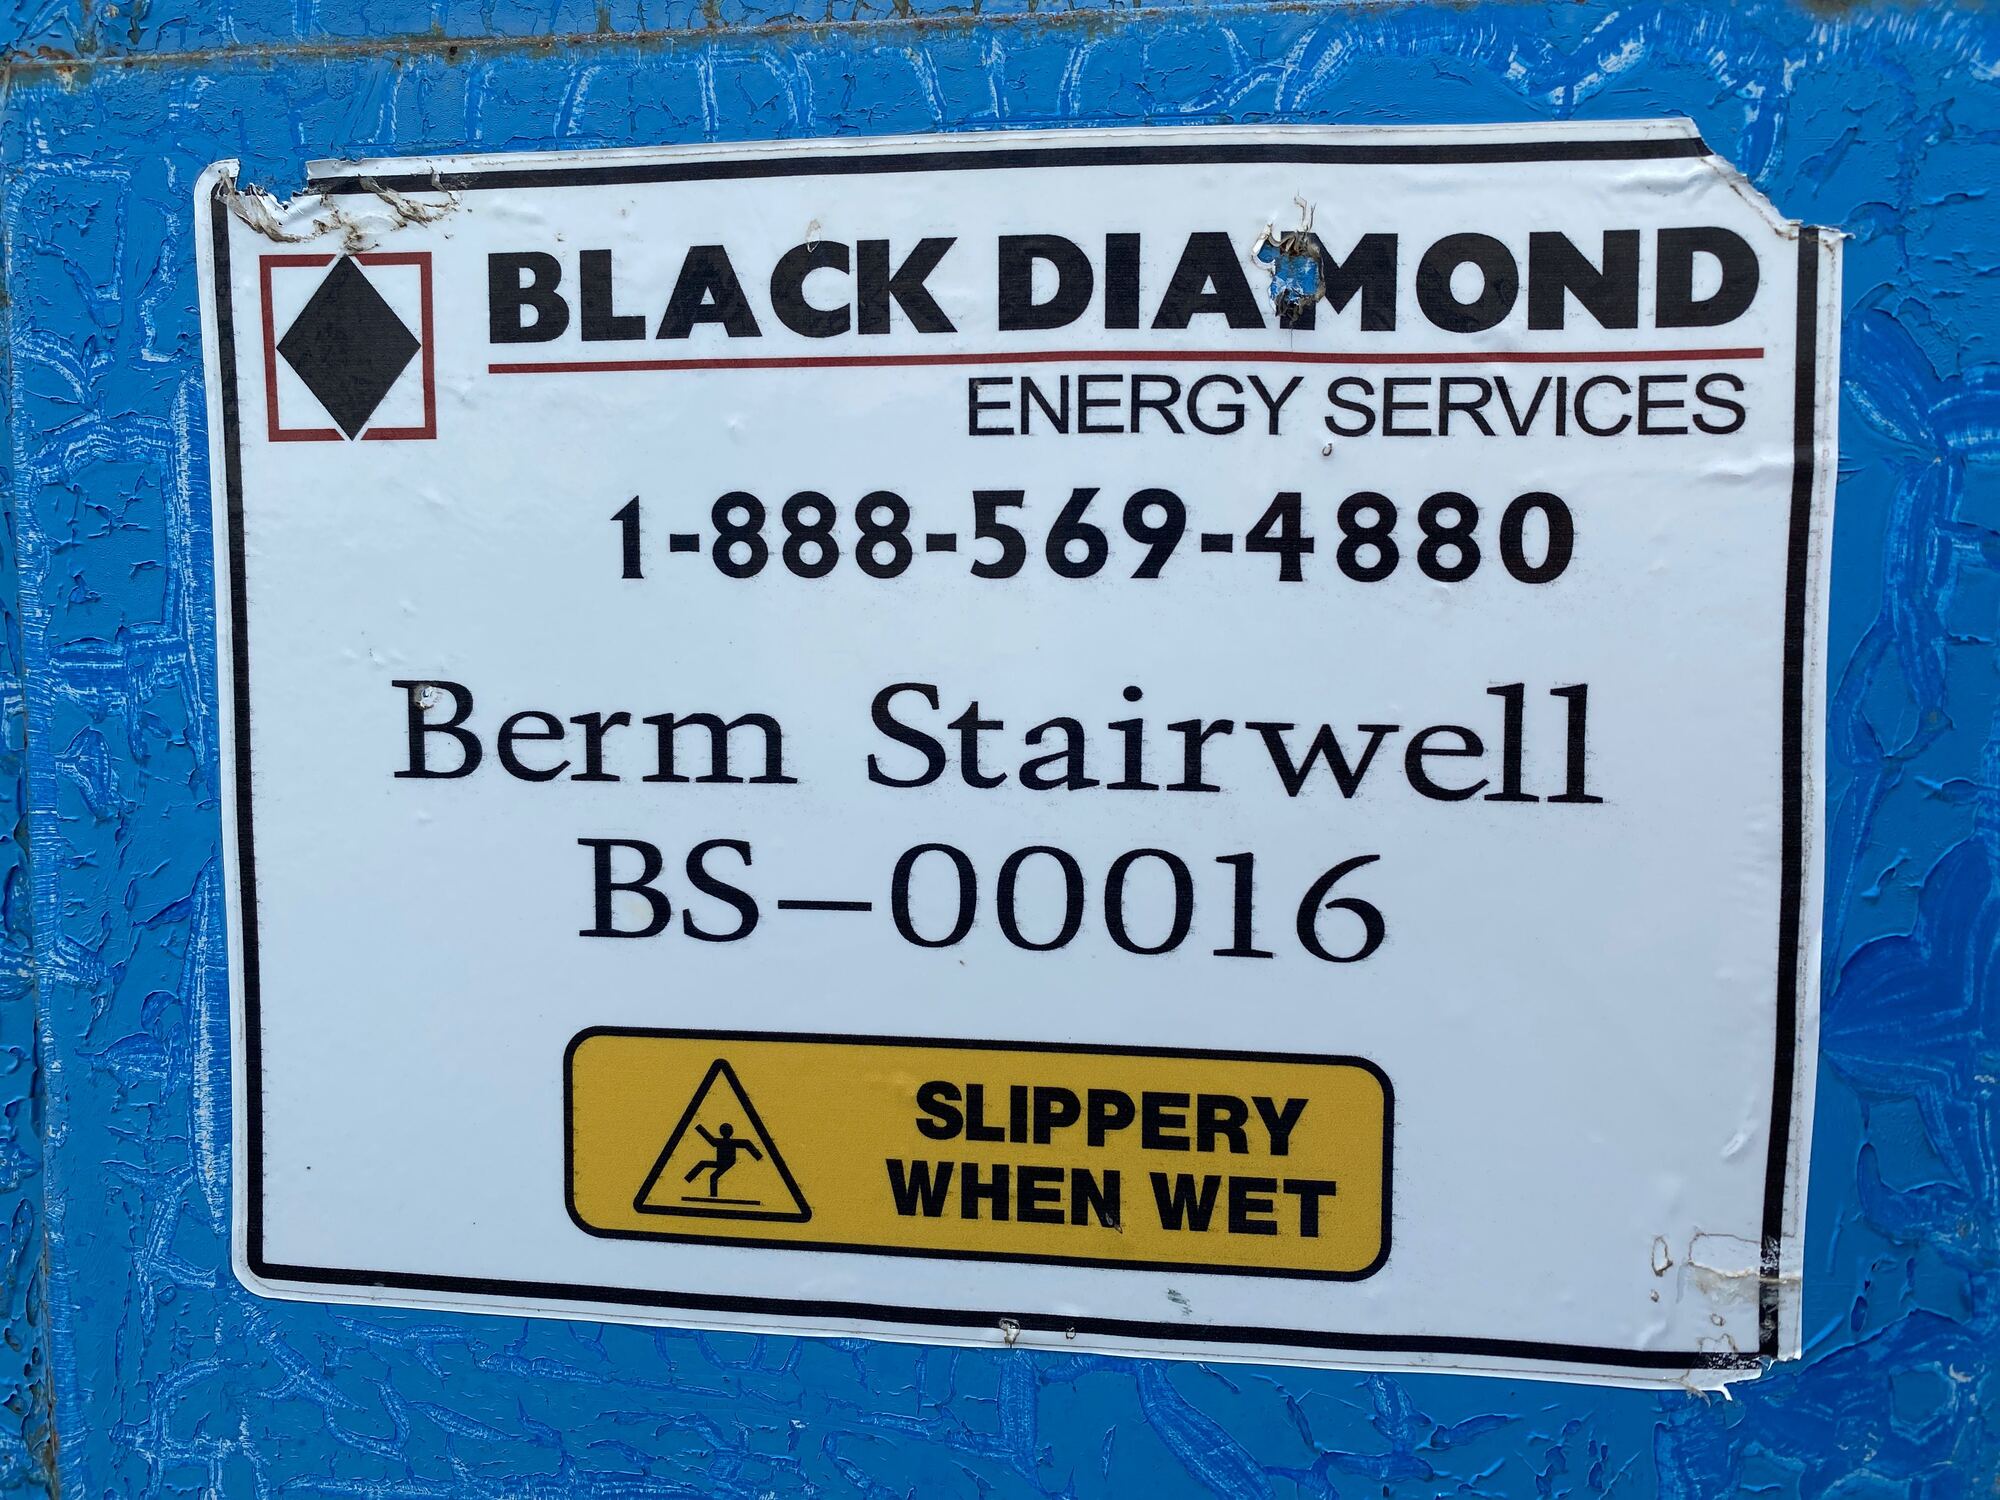 BLACK DIAMOND
ENERGY SERVICES
1-888-569-4880
Berm Stairwell
BS-00016
SLIPPERY
WHEN WET